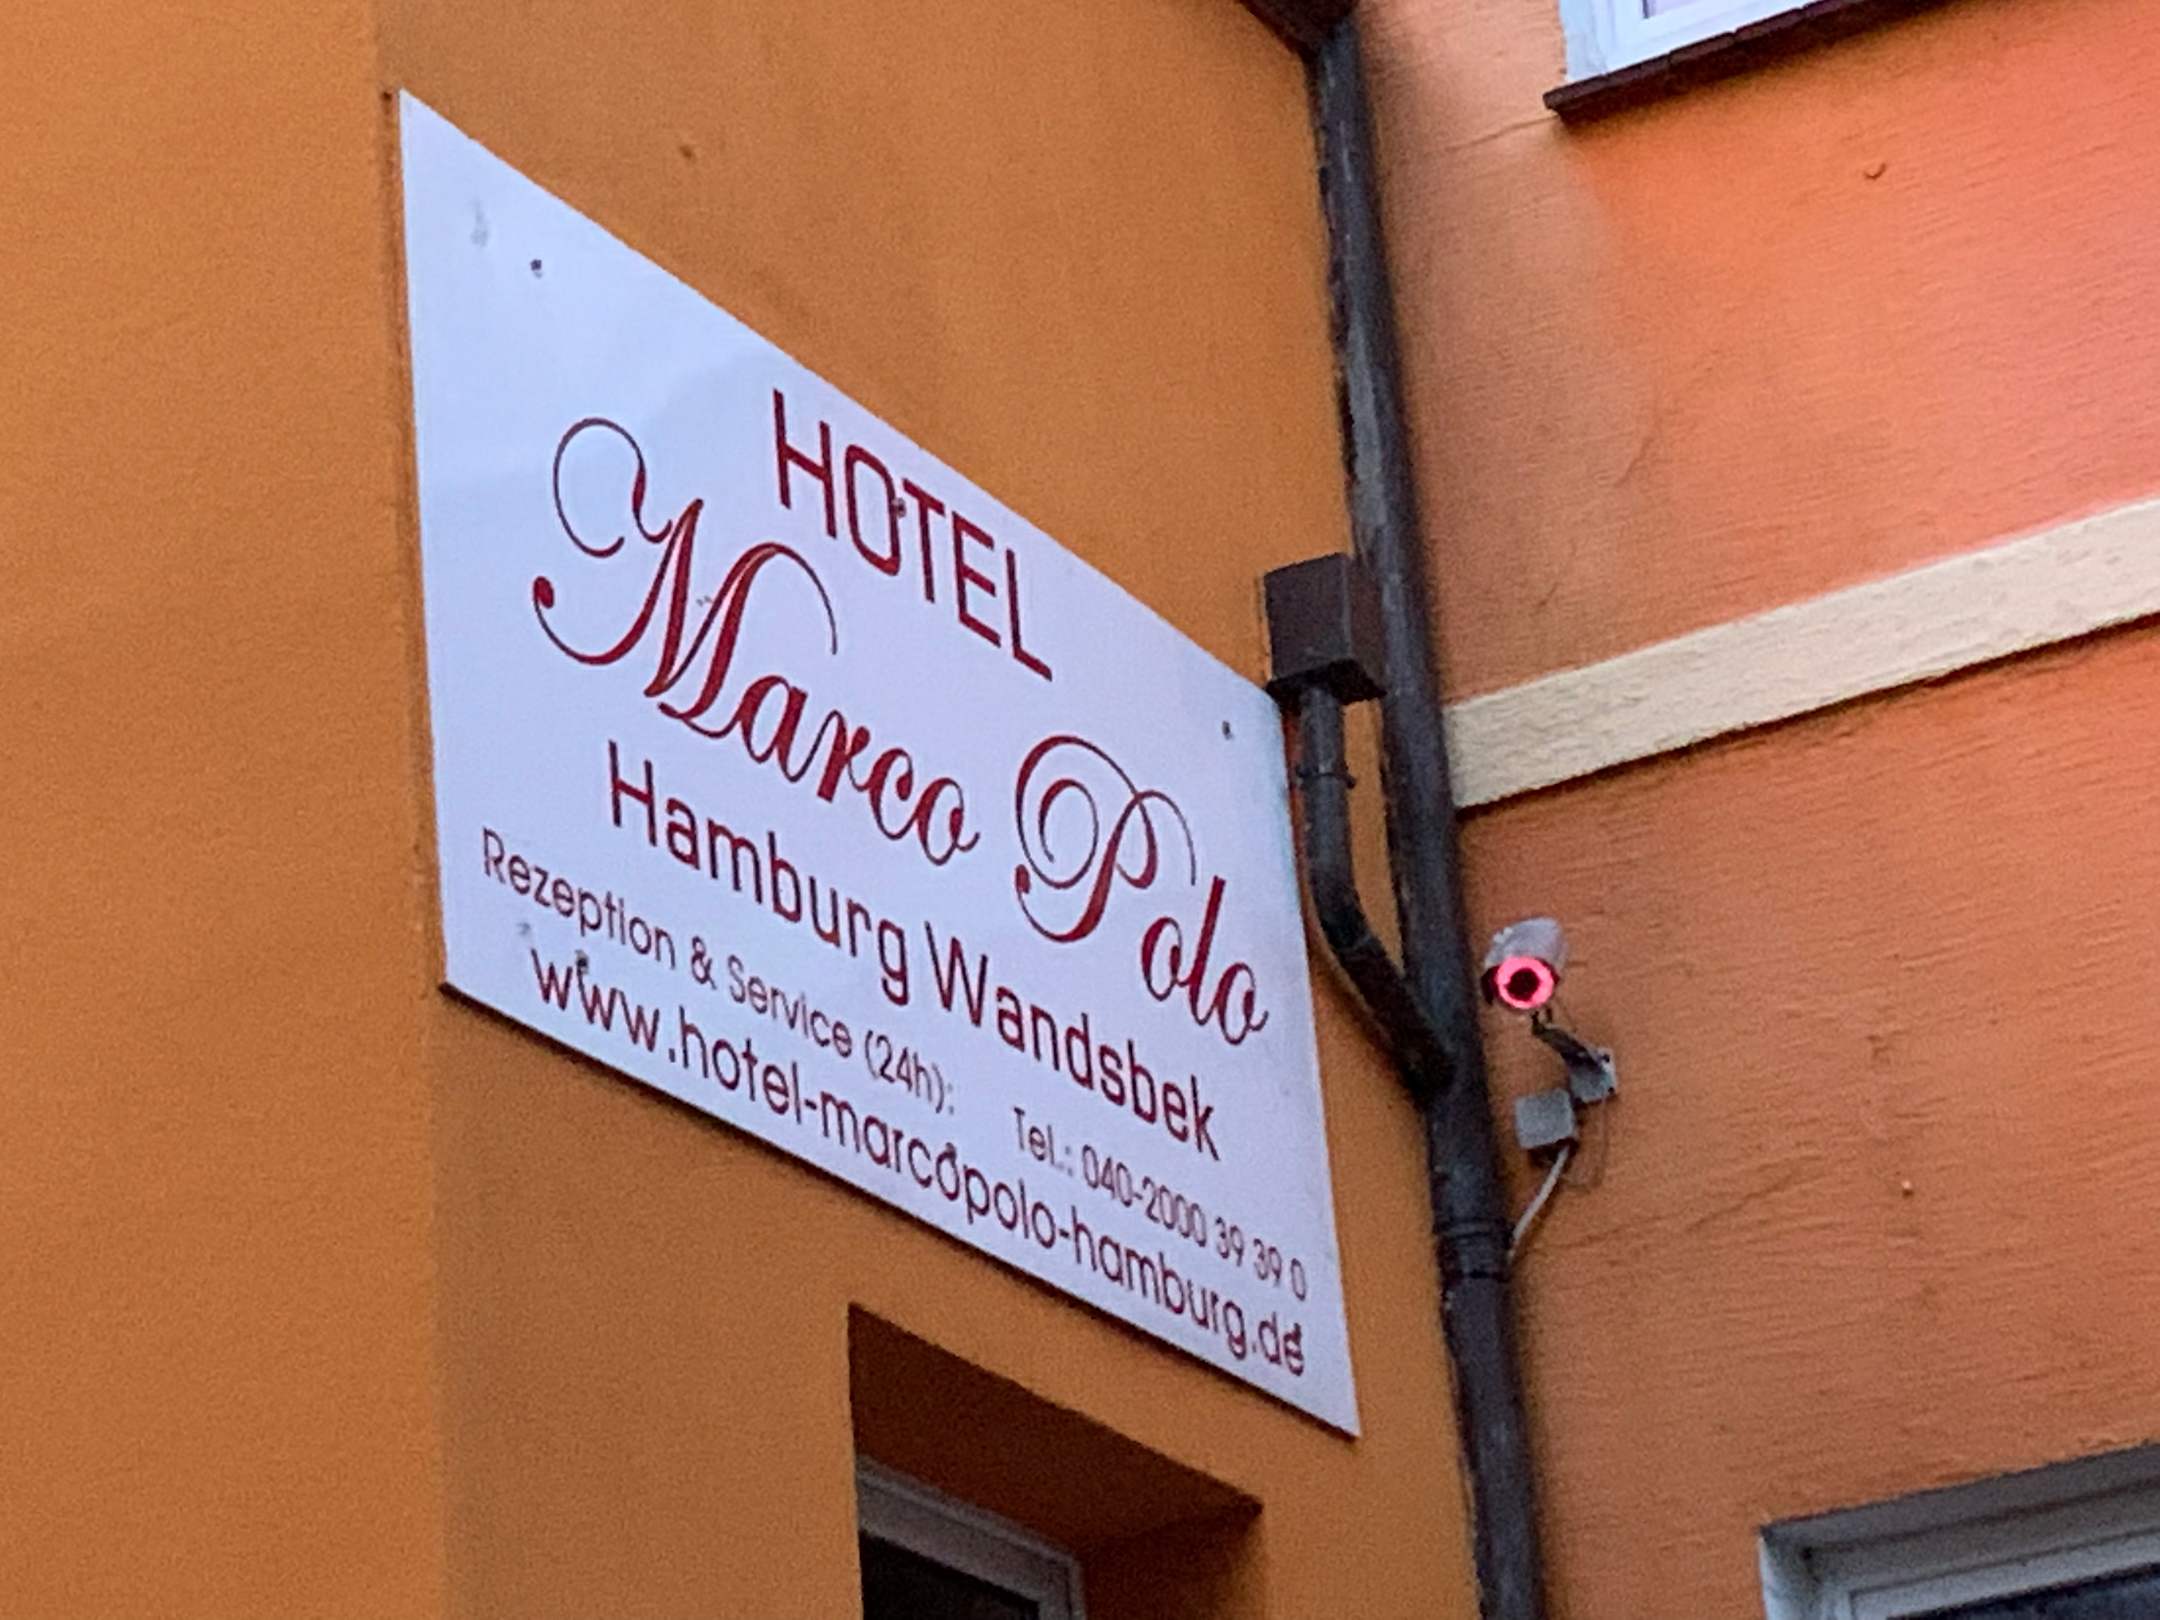 HOTEL
Marco Polo
Hamburg Wandsbek
Rezeption & Service (24h): Tel.: 040-2000 39 39 0
www.hotel-marcopolo-hamburg.de